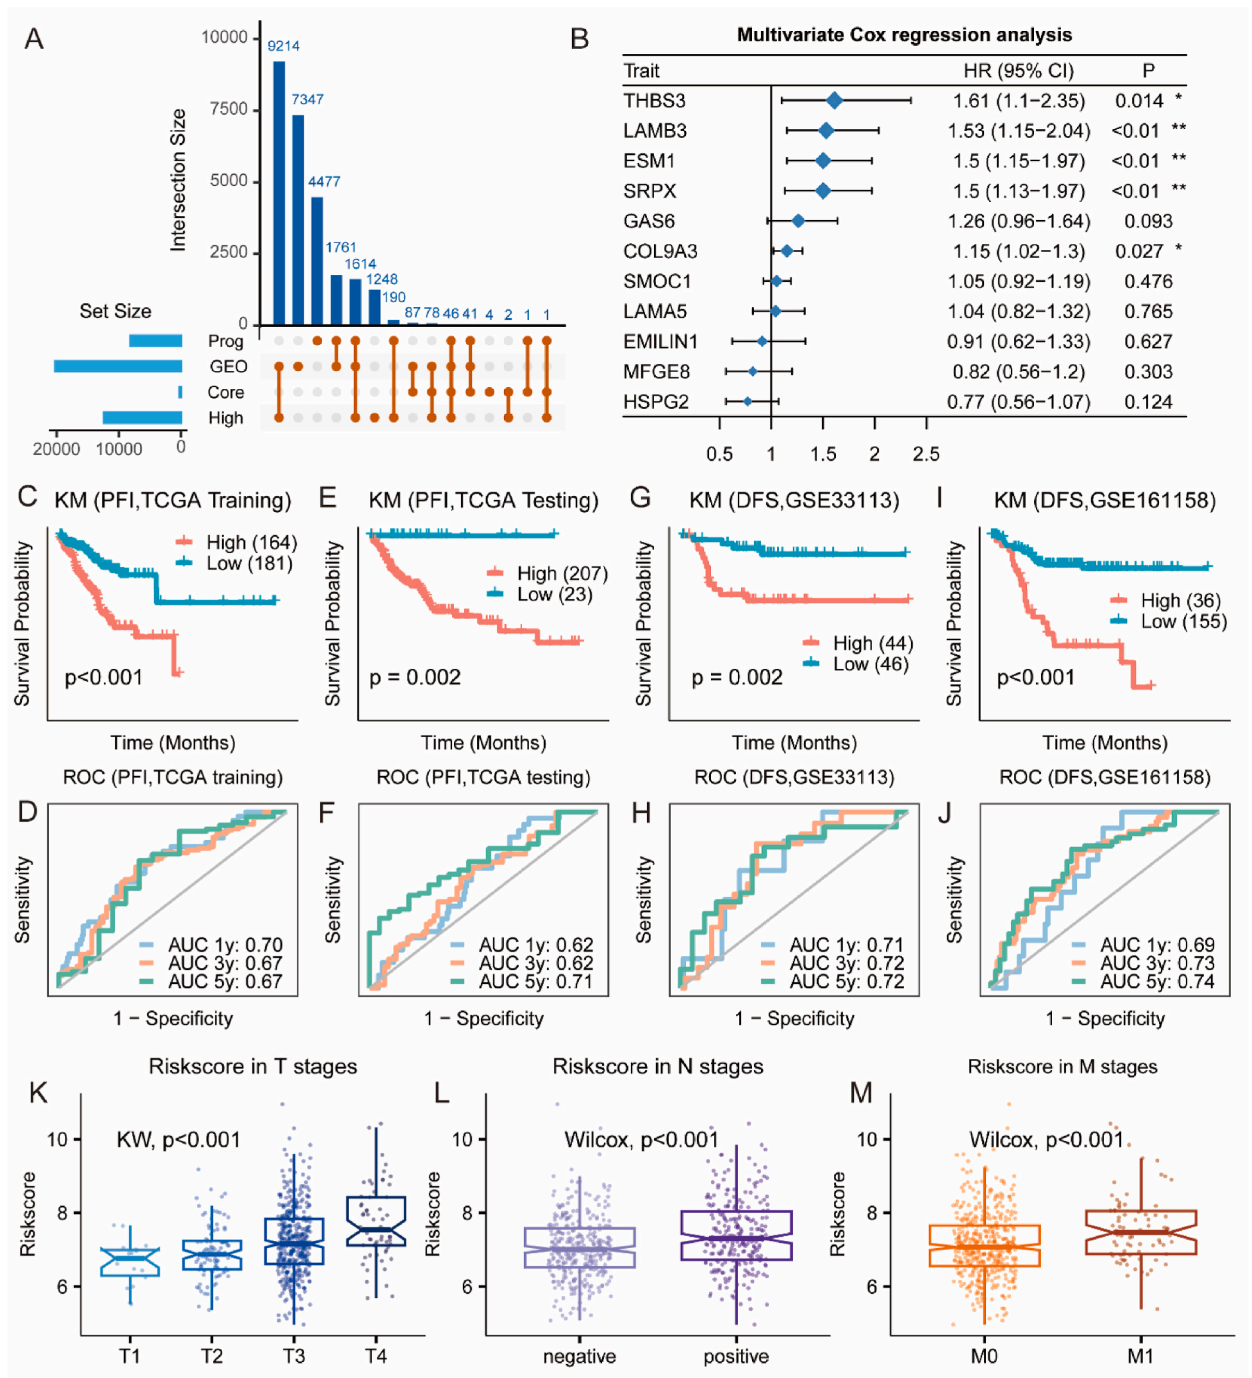 A
10000
7500
5000
2500
0
Intersection Size
9214
7347
4477
1761
1614
1248
190
87
78
46
41
4
2
1
1
Set Size
Prog
GEO
Core
High
20000
10000
0
B
Multivariate Cox regression analysis
Trait HR (95% CI) P
THBS3 1.61 (1.1−2.35) 0.014 *
LAMB3 1.53 (1.15−2.04) <0.01 **
ESM1 1.5 (1.15−1.97) <0.01 **
SRPX 1.5 (1.13−1.97) <0.01 **
GAS6 1.26 (0.96−1.64) 0.093
COL9A3 1.15 (1.02−1.3) 0.027 *
SMOC1 1.05 (0.92−1.19) 0.476
LAMA5 1.04 (0.82−1.32) 0.765
EMILIN1 0.91 (0.62−1.33) 0.627
MFGE8 0.82 (0.56−1.2) 0.303
HSPG2 0.77 (0.56−1.07) 0.124
0.5 1 1.5 2 2.5
C
KM (PFI,TCGA Training)
Survival Probability
High (164)
Low (181)
p<0.001
Time (Months)
E
KM (PFI,TCGA Testing)
Survival Probability
High (207)
Low (23)
p = 0.002
Time (Months)
G
KM (DFS,GSE33113)
Survival Probability
High (44)
Low (46)
p = 0.002
Time (Months)
I
KM (DFS,GSE161158)
Survival Probability
High (36)
Low (155)
p<0.001
Time (Months)
D
ROC (PFI,TCGA training)
Sensitivity
AUC 1y: 0.70
AUC 3y: 0.67
AUC 5y: 0.67
1 − Specificity
F
ROC (PFI,TCGA testing)
Sensitivity
AUC 1y: 0.62
AUC 3y: 0.62
AUC 5y: 0.71
1 − Specificity
H
ROC (DFS,GSE33113)
Sensitivity
AUC 1y: 0.71
AUC 3y: 0.72
AUC 5y: 0.72
1 − Specificity
J
ROC (DFS,GSE161158)
Sensitivity
AUC 1y: 0.69
AUC 3y: 0.73
AUC 5y: 0.74
1 − Specificity
K
Riskscore in T stages
KW, p<0.001
Riskscore
10
8
6
T1 T2 T3 T4
L
Riskscore in N stages
Wilcox, p<0.001
Riskscore
10
8
6
negative positive
M
Riskscore in M stages
Wilcox, p<0.001
Riskscore
10
8
6
M0 M1